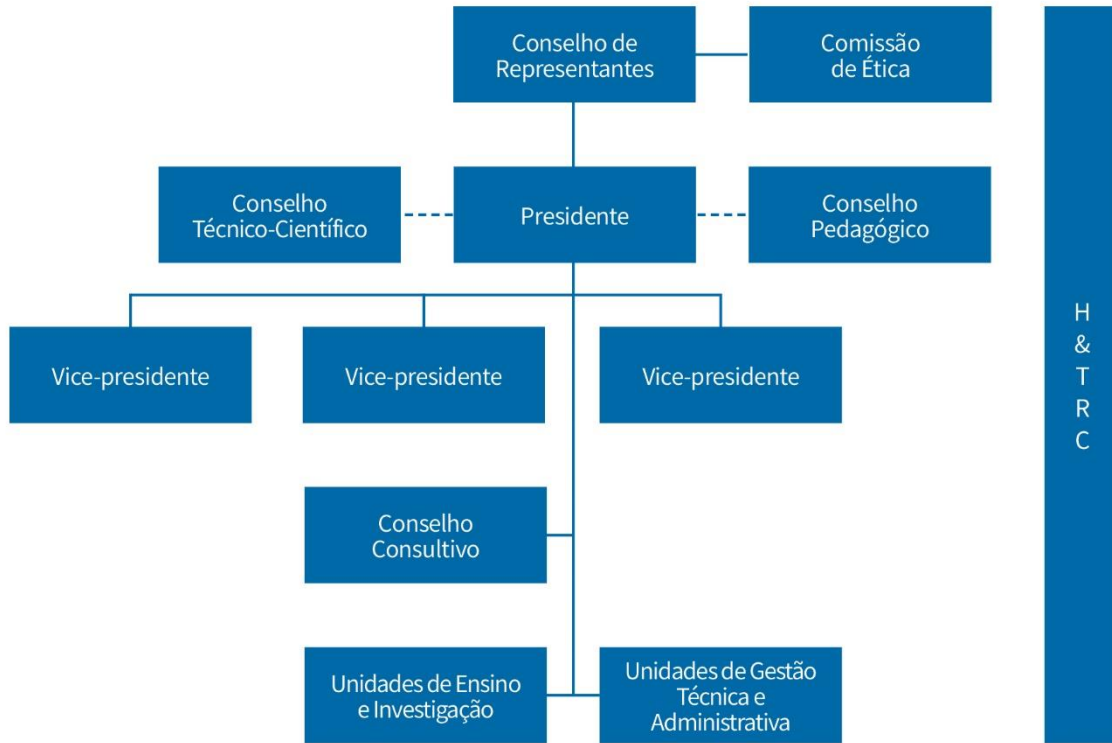 Conselho de
Representantes
Comissão
de Ética
Conselho
Técnico-Científico
Presidente
Conselho
Pedagógico
Vice-presidente
Vice-presidente
Vice-presidente
Conselho
Consultivo
Unidades de Ensino
e Investigação
Unidades de Gestão
Técnica e
Administrativa
H
&
T
R
C